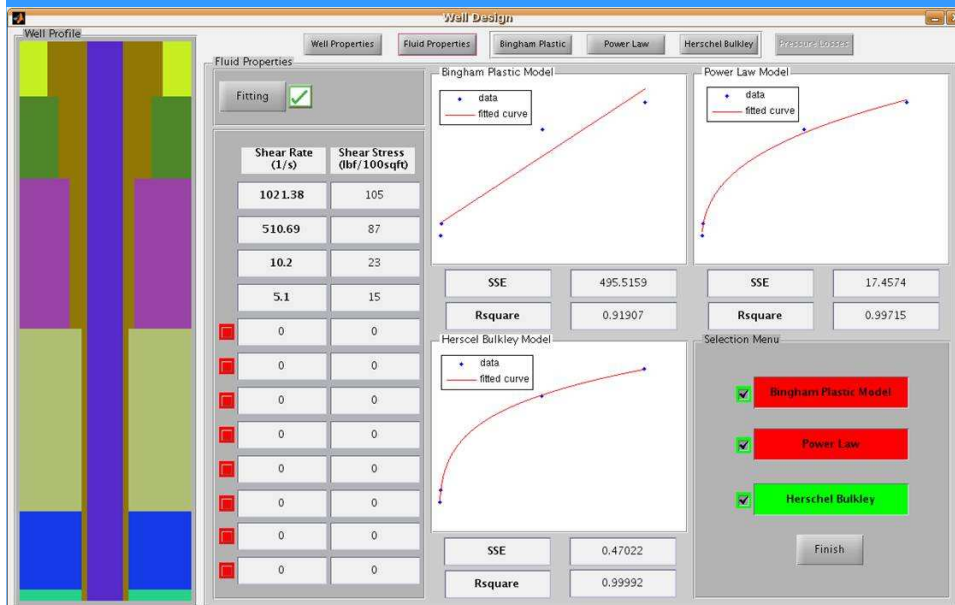 Well Design
Well Profile
Well Properties
Fluid Properties
Bingham Plastic
Power Law
Herschel Bulkley
Pressure Losses
Fluid Properties
Fitting
Shear Rate (1/s)
Shear Stress (lbf/100sqft)
1021.38 105
510.69 87
10.2 23
5.1 15
0 0
0 0
0 0
0 0
0 0
0 0
0 0
0 0
Bingham Plastic Model
data
fitted curve
SSE 495.5159
Rsquare 0.91907
Power Law Model
data
fitted curve
SSE 17.4574
Rsquare 0.99715
Herscel Bulkley Model
data
fitted curve
SSE 0.47022
Rsquare 0.99992
Selection Menu
Bingham Plastic Model
Power Law
Herschel Bulkley
Finish